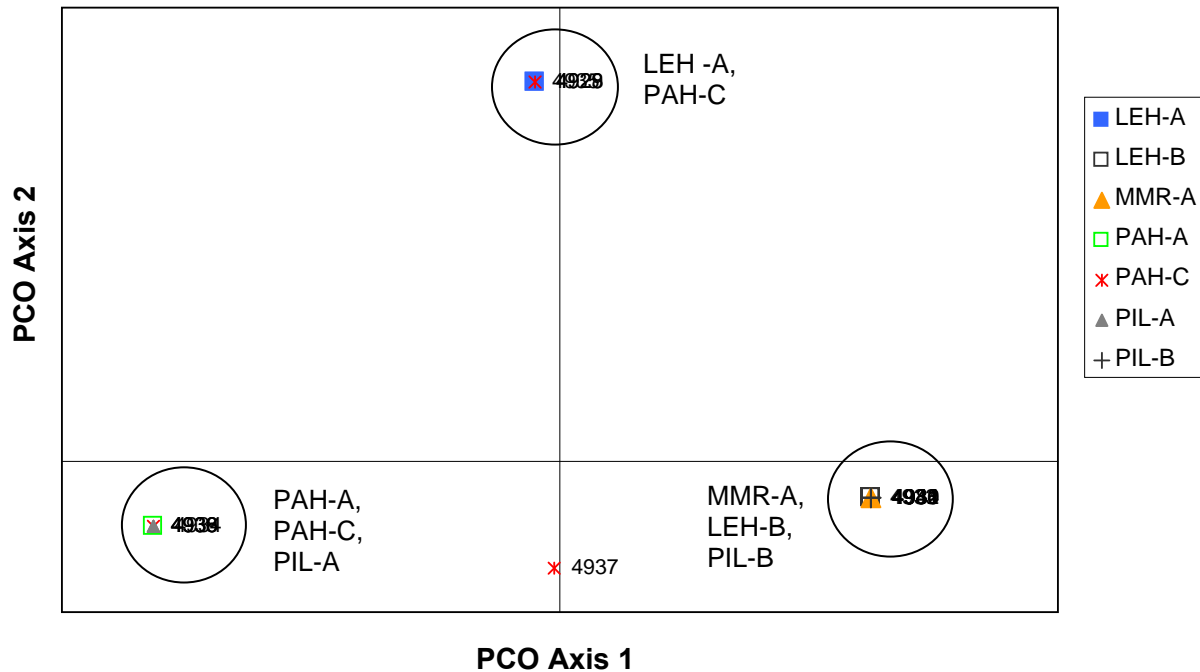 LEH -A,
PAH-C
PCO Axis 2
PAH-A,
PAH-C,
PIL-A
MMR-A,
LEH-B,
PIL-B
4937
PCO Axis 1
LEH-A
LEH-B
MMR-A
PAH-A
PAH-C
PIL-A
PIL-B